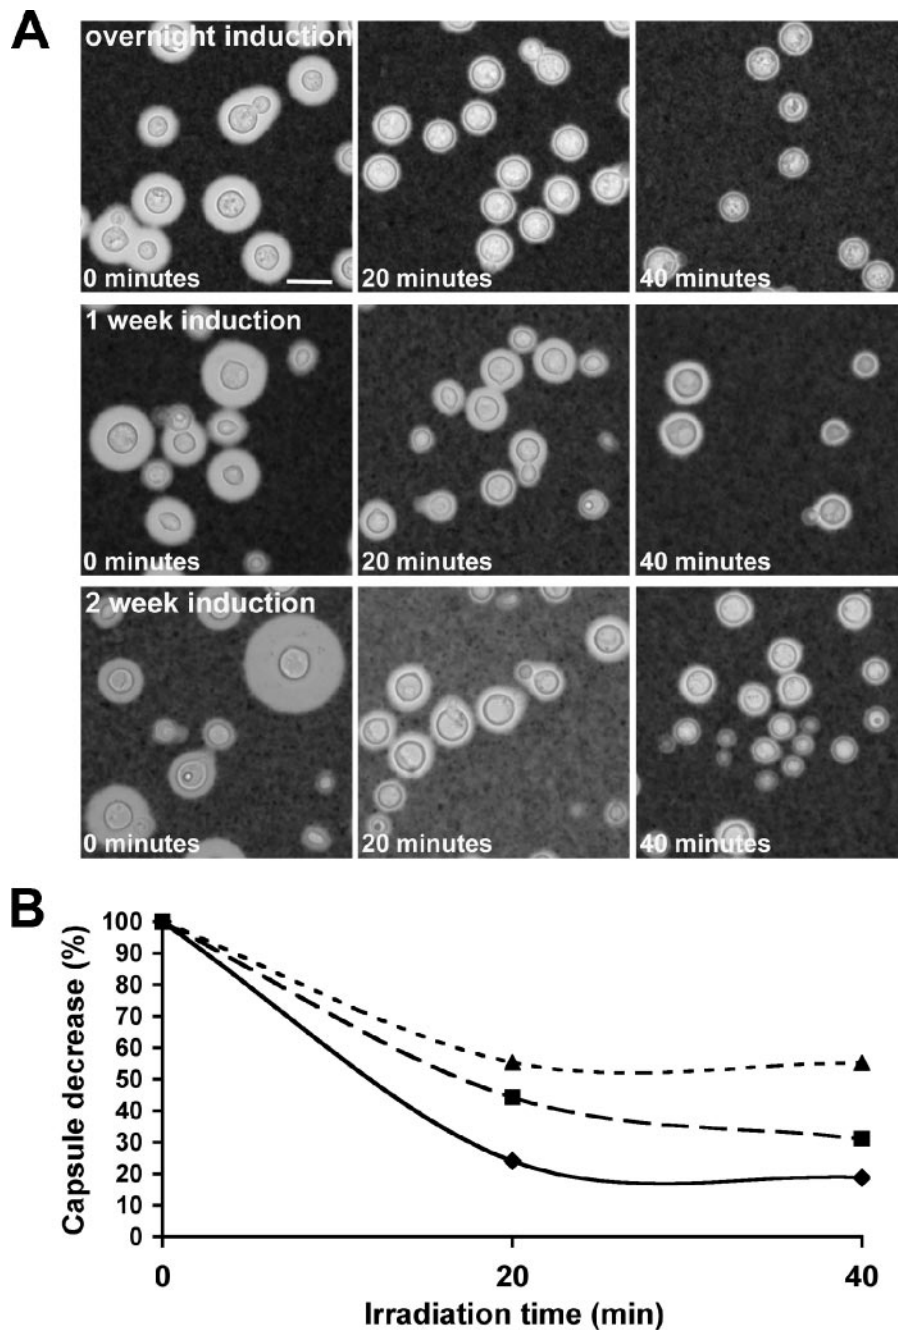 A
overnight induction
0 minutes
20 minutes
40 minutes
1 week induction
0 minutes
20 minutes
40 minutes
2 week induction
0 minutes
20 minutes
40 minutes
B
Capsule decrease (%)
100
90
80
70
60
50
40
30
20
10
0
0 20 40
Irradiation time (min)